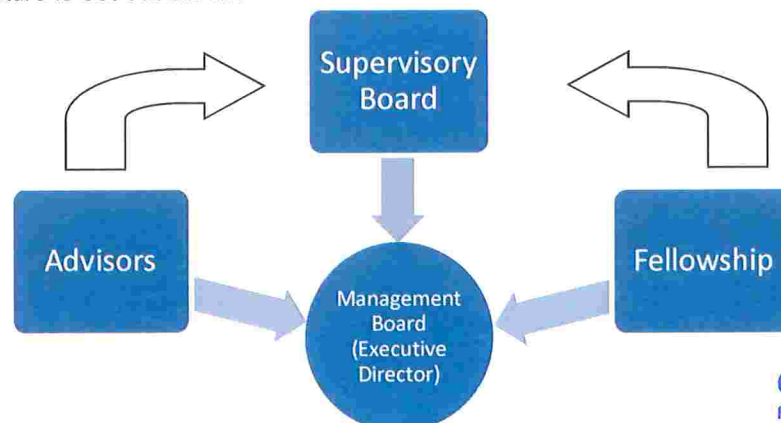 Supervisory
Board
Advisors
Fellowship
Management
Board
(Executive
Director)